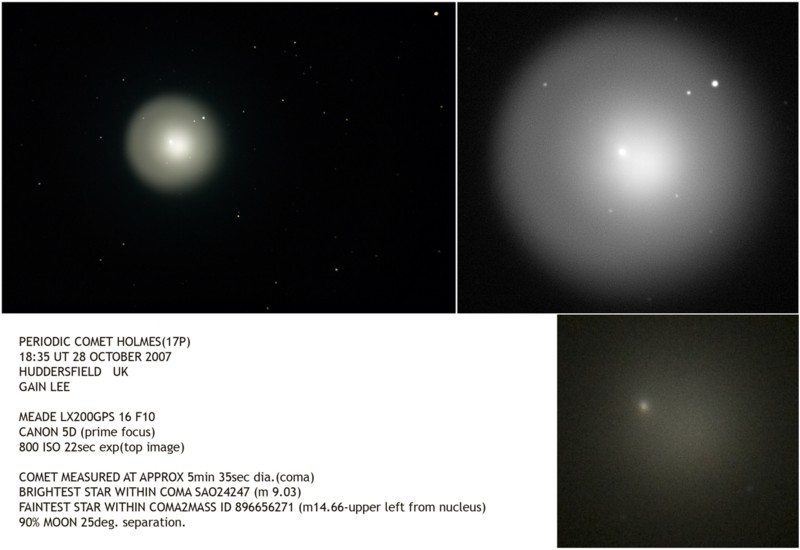 PERIODIC COMET HOLMES(17P)
18:35 UT 28 OCTOBER 2007
HUDDERSFIELD UK
GAIN LEE
MEADE LX200GPS 16 F10
CANON 5D (prime focus)
800 ISO 22sec exp(top image)
COMET MEASURED AT APPROX 5min 35sec dia.(coma)
BRIGHTEST STAR WITHIN COMA SAO24247 (m 9.03)
FAINTEST STAR WITHIN COMA2MASS ID 896656271 (m14.66-upper left from nucleus)
90% MOON 25deg. separation.